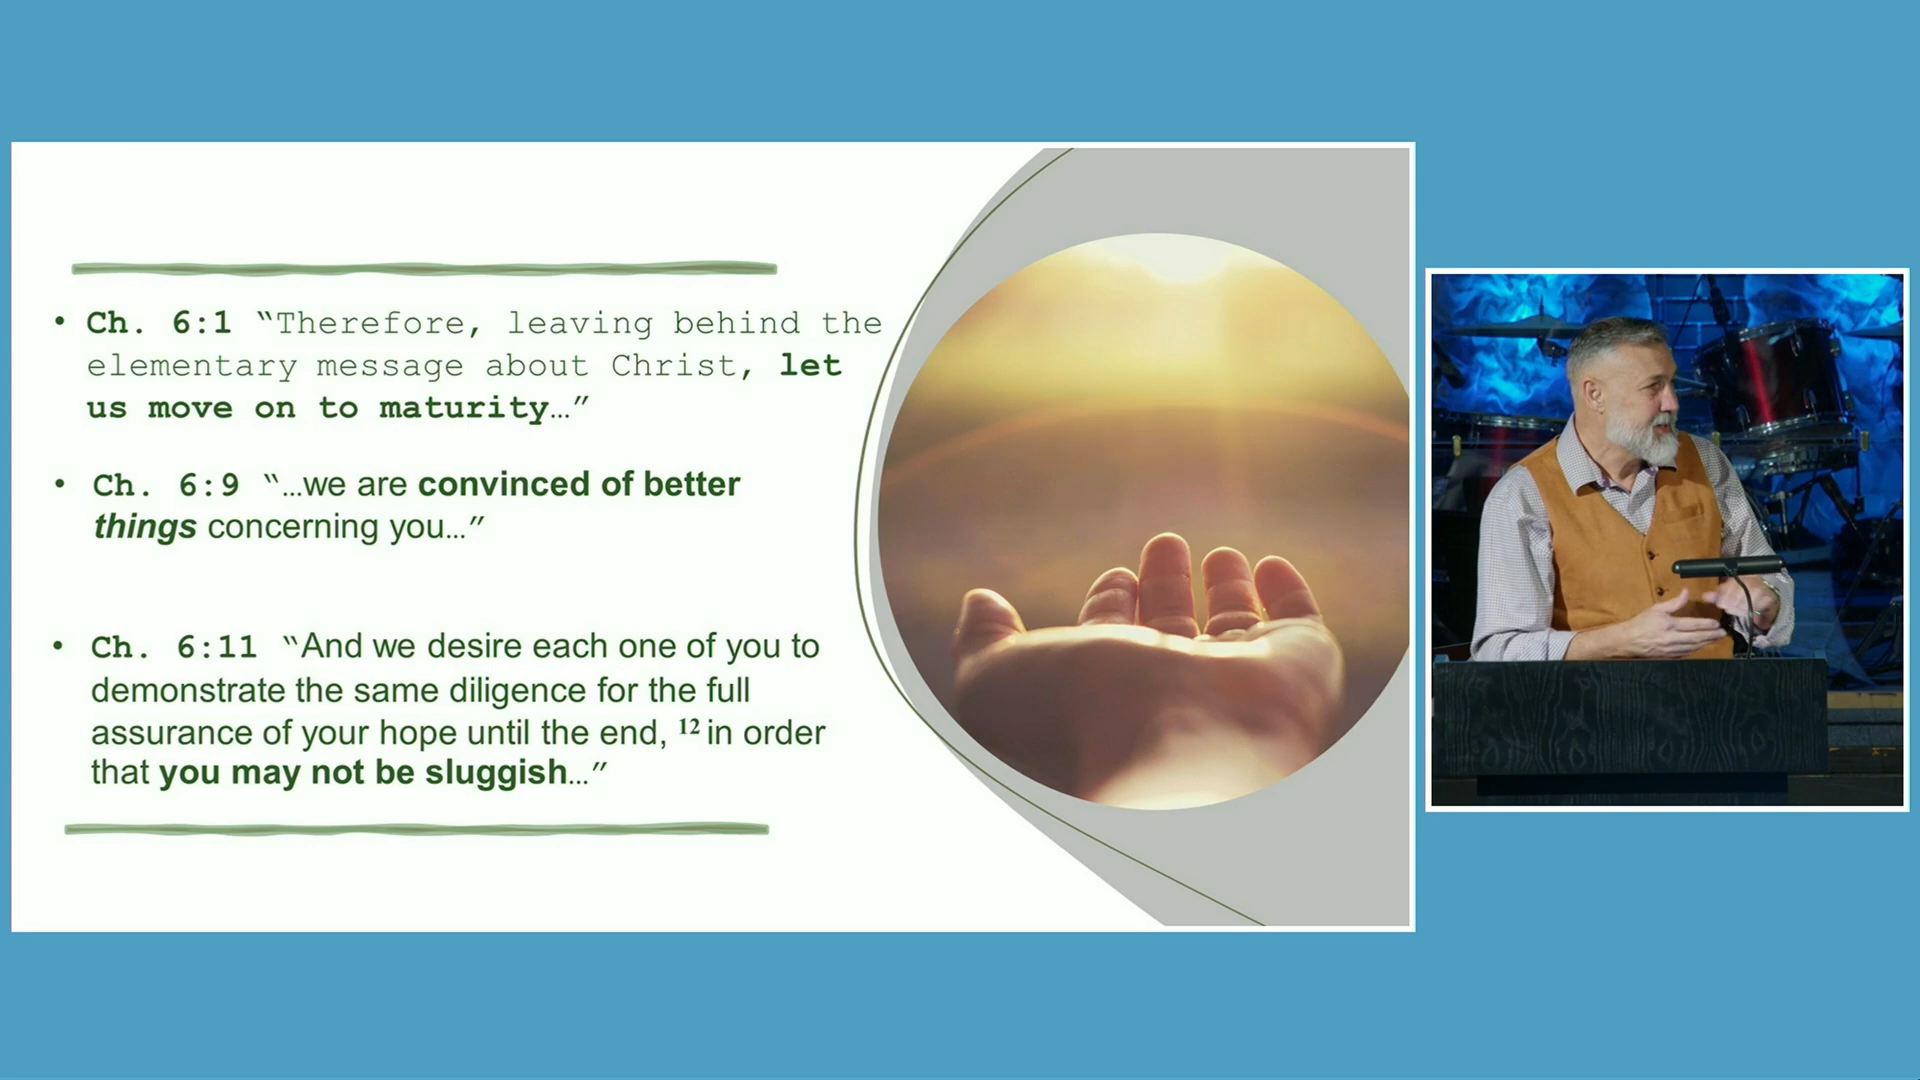 • Ch. 6:1 “Therefore, leaving behind the
elementary message about Christ, let
us move on to maturity…”
• Ch. 6:9 “…we are convinced of better
things concerning you…”
• Ch. 6:11 “And we desire each one of you to
demonstrate the same diligence for the full
assurance of your hope until the end, 12 in order
that you may not be sluggish…”